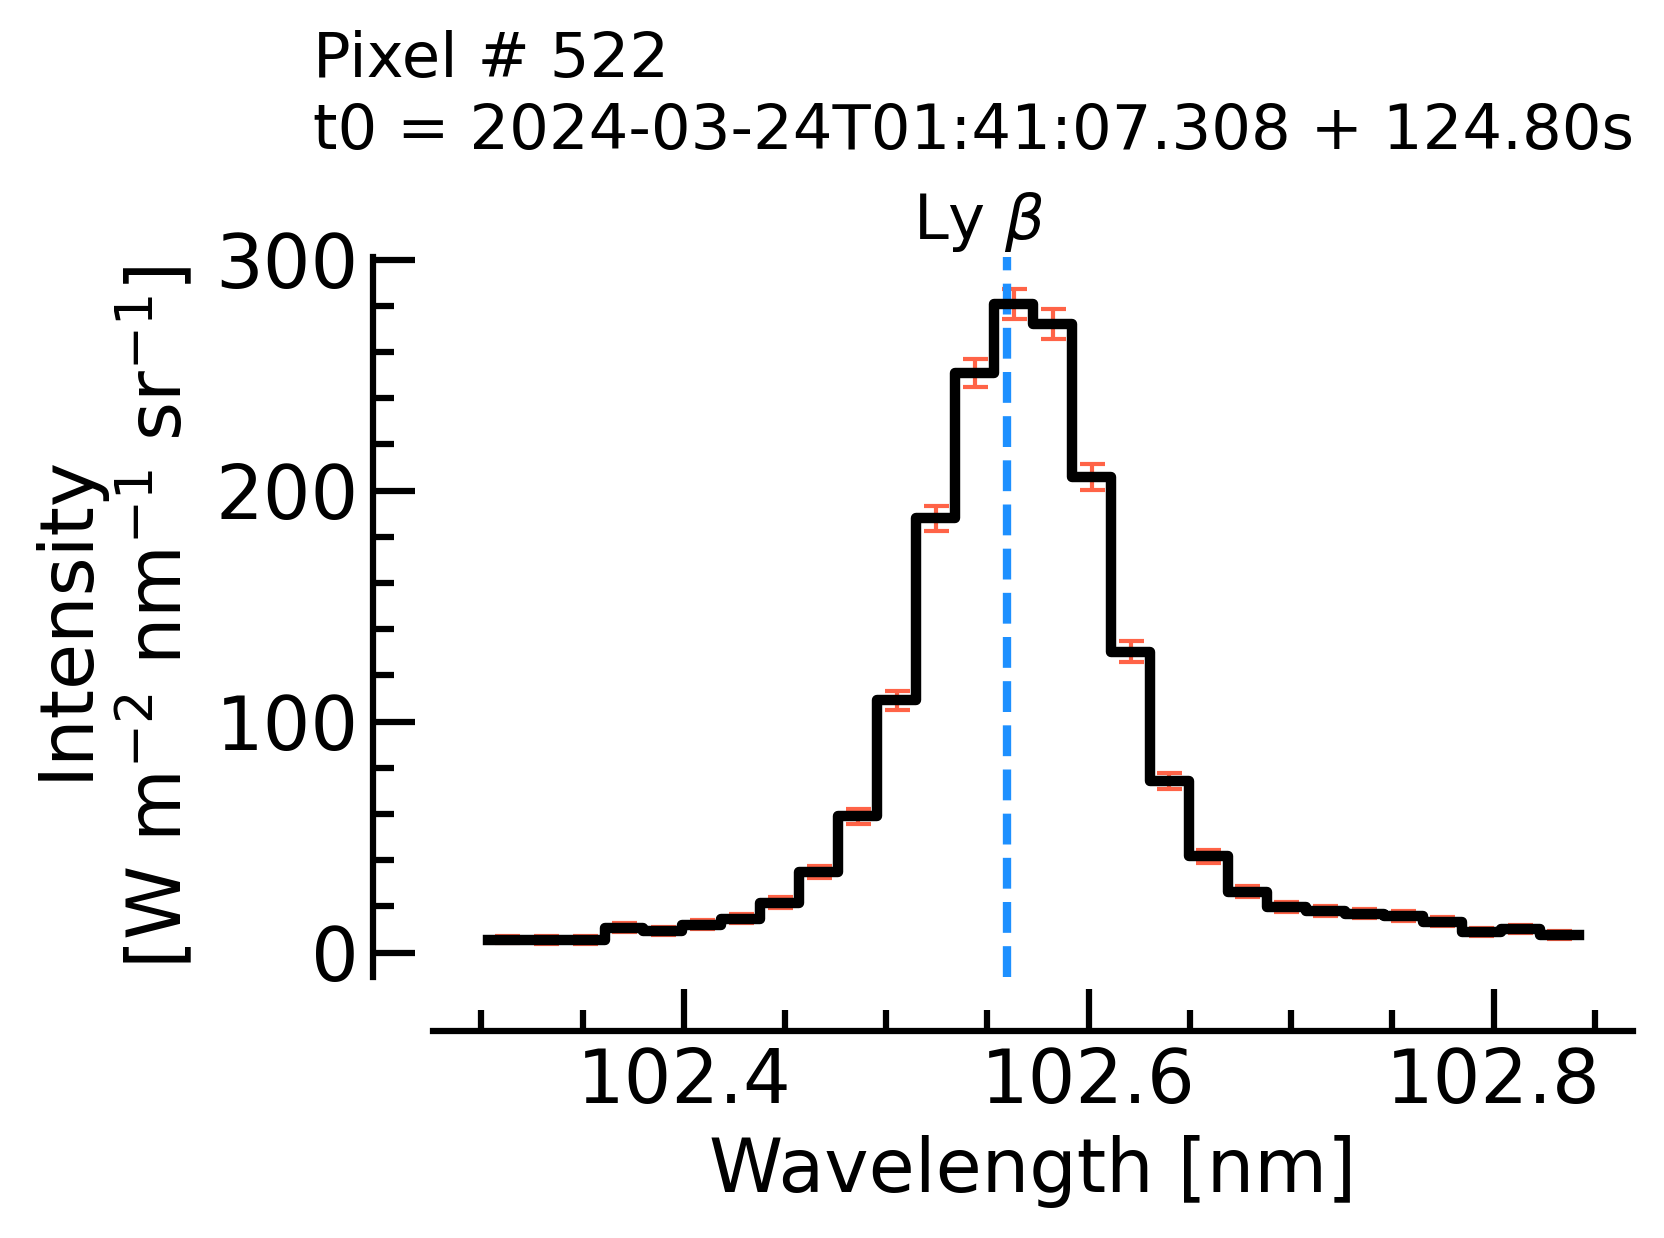 Pixel # 522
t0 = 2024-03-24T01:41:07.308 + 124.80s
Ly β
Intensity
[W m⁻² nm⁻¹ sr⁻¹]
300
200
100
0
102.4 102.6 102.8
Wavelength [nm]